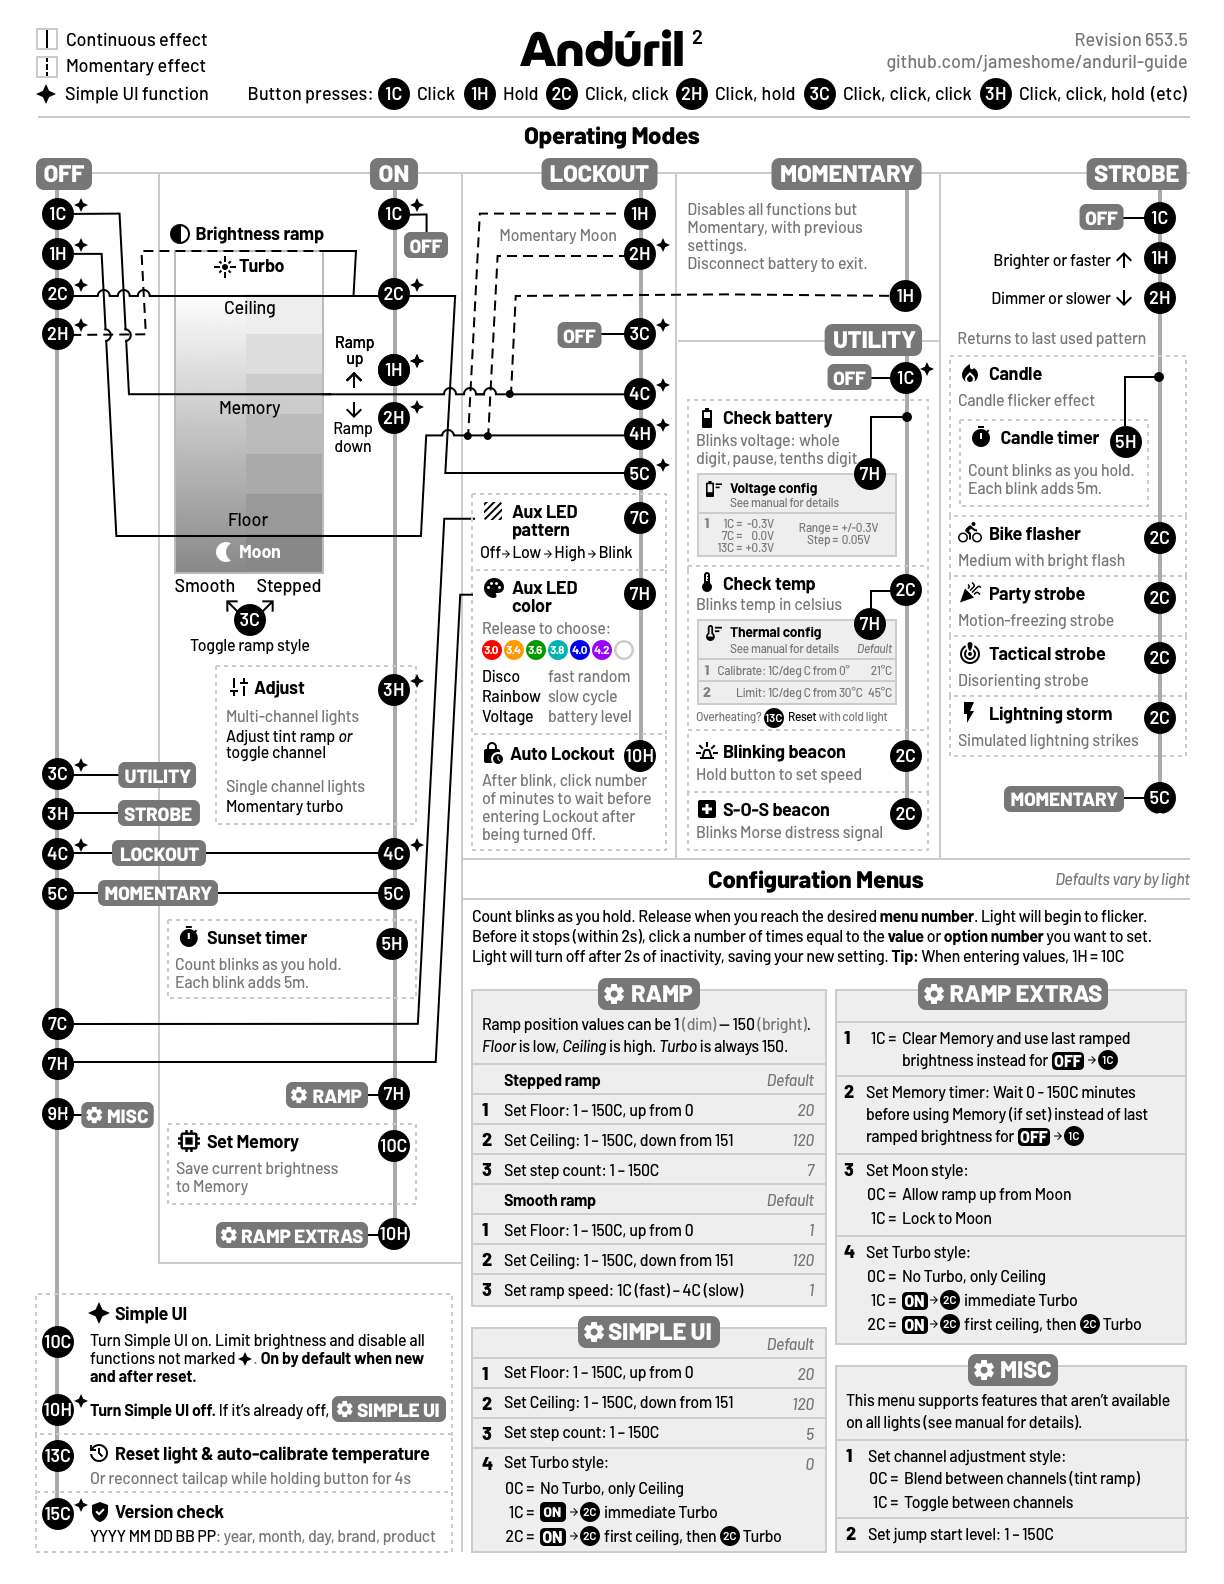 Continuous effect
Momentary effect
Simple UI function
Andúril 2
Revision 653.5
github.com/jameshome/anduril-guide
Button presses: 1C Click 1H Hold 2C Click, click 2H Click, hold 3C Click, click, click 3H Click, click, hold (etc)
Operating Modes
OFF
1C
1H
2C
2H
Brightness ramp
Turbo
Ceiling
Memory
Floor
Moon
Smooth Stepped
3C
Toggle ramp style
ON
1C
OFF
2C
Ramp up
1H
2H
Ramp down
Adjust 3H
Multi-channel lights
Adjust tint ramp or
toggle channel
Single channel lights
Momentary turbo
3C UTILITY
3H STROBE
4C LOCKOUT 4C
5C MOMENTARY 5C
Sunset timer 5H
Count blinks as you hold.
Each blink adds 5m.
7C
7H
RAMP 7H
9H MISC
Set Memory 10C
Save current brightness
to Memory
RAMP EXTRAS 10H
Simple UI
10C
Turn Simple UI on. Limit brightness and disable all
functions not marked . On by default when new
and after reset.
10H Turn Simple UI off. If it's already off, SIMPLE UI
13C Reset light & auto-calibrate temperature
Or reconnect tailcap while holding button for 4s
15C Version check
YYYY MM DD BB PP: year, month, day, brand, product
LOCKOUT
1H
Momentary Moon
2H
OFF 3C
4C
4H
5C
Aux LED
pattern
7C
Off→Low→High→Blink
Aux LED
color
7H
Release to choose:
3.0 3.4 3.6 3.8 4.0 4.2
Disco fast random
Rainbow slow cycle
Voltage battery level
Auto Lockout 10H
After blink, click number
of minutes to wait before
entering Lockout after
being turned Off.
MOMENTARY
Disables all functions but
Momentary, with previous
settings.
Disconnect battery to exit.
1H
UTILITY
OFF 1C
Check battery
Blinks voltage: whole
digit, pause, tenths digit
7H
Voltage config
See manual for details
1 1C = -0.3V
7C = 0.0V
13C = +0.3V
Range = +/-0.3V
Step = 0.05V
Check temp 2C
Blinks temp in celsius
7H
Thermal config
See manual for details Default
1 Calibrate: 1C/deg C from 0° 21°C
2 Limit: 1C/deg C from 30°C 45°C
Overheating? 13C Reset with cold light
Blinking beacon 2C
Hold button to set speed
S-O-S beacon 2C
Blinks Morse distress signal
STROBE
OFF 1C
Brighter or faster ↑ 1H
Dimmer or slower ↓ 2H
Returns to last used pattern
Candle
Candle flicker effect
Candle timer 5H
Count blinks as you hold.
Each blink adds 5m.
Bike flasher 2C
Medium with bright flash
Party strobe 2C
Motion-freezing strobe
Tactical strobe 2C
Disorienting strobe
Lightning storm 2C
Simulated lightning strikes
MOMENTARY 5C
Configuration Menus
Defaults vary by light
Count blinks as you hold. Release when you reach the desired menu number. Light will begin to flicker.
Before it stops (within 2s), click a number of times equal to the value or option number you want to set.
Light will turn off after 2s of inactivity, saving your new setting. Tip: When entering values, 1H = 10C
RAMP
Ramp position values can be 1 (dim) – 150 (bright).
Floor is low, Ceiling is high. Turbo is always 150.
Stepped ramp Default
1 Set Floor: 1 – 150C, up from 0 20
2 Set Ceiling: 1 – 150C, down from 151 120
3 Set step count: 1 – 150C 7
Smooth ramp Default
1 Set Floor: 1 – 150C, up from 0 1
2 Set Ceiling: 1 – 150C, down from 151 120
3 Set ramp speed: 1C (fast) – 4C (slow) 1
SIMPLE UI
Default
1 Set Floor: 1 – 150C, up from 0 20
2 Set Ceiling: 1 – 150C, down from 151 120
3 Set step count: 1 – 150C 5
4 Set Turbo style: 0
0C = No Turbo, only Ceiling
1C = ON → 2C immediate Turbo
2C = ON → 2C first ceiling, then 2C Turbo
RAMP EXTRAS
1 1C = Clear Memory and use last ramped
brightness instead for OFF → 1C
2 Set Memory timer: Wait 0 - 150C minutes
before using Memory (if set) instead of last
ramped brightness for OFF → 1C
3 Set Moon style:
0C = Allow ramp up from Moon
1C = Lock to Moon
4 Set Turbo style:
0C = No Turbo, only Ceiling
1C = ON → 2C immediate Turbo
2C = ON → 2C first ceiling, then 2C Turbo
MISC
This menu supports features that aren't available
on all lights (see manual for details).
1 Set channel adjustment style:
0C = Blend between channels (tint ramp)
1C = Toggle between channels
2 Set jump start level: 1 – 150C